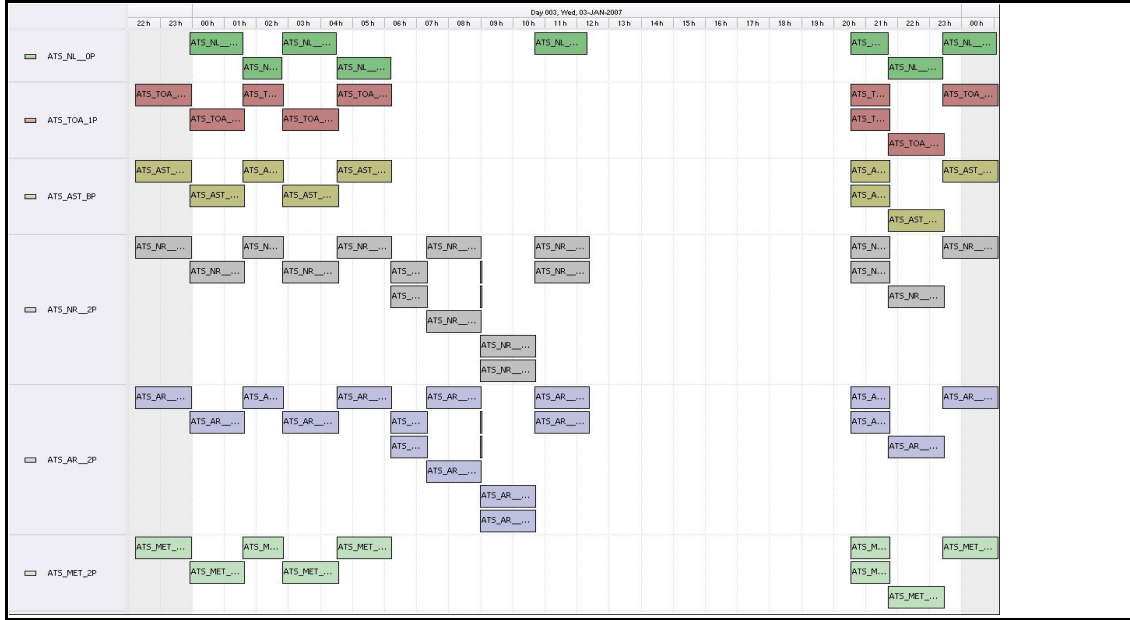 Day 003, Wed, 03-JAN-2007
22 h 23 h 00 h 01 h 02 h 03 h 04 h 05 h 06 h 07 h 08 h 09 h 10 h 11 h 12 h 13 h 14 h 15 h 16 h 17 h 18 h 19 h 20 h 21 h 22 h 23 h 00 h
ATS_NL__... ATS_NL__... ATS_NL_... ATS_... ATS_NL__...
ATS_NL__0P
ATS_N... ATS_NL__... ATS_NL__...
ATS_TOA_... ATS_T... ATS_TOA_... ATS_T... ATS_TOA_...
ATS_TOA_1P
ATS_TOA_... ATS_TOA_... ATS_T...
ATS_TOA_...
ATS_AST_... ATS_A... ATS_AST_... ATS_A... ATS_AST_...
ATS_AST_BP
ATS_AST_... ATS_AST_... ATS_A...
ATS_AST_...
ATS_NR__... ATS_N... ATS_NR__... ATS_NR__... ATS_NR__... ATS_N... ATS_NR__...
ATS_NR__... ATS_NR__... ATS_... ATS_NR__... ATS_N...
ATS_... ATS_NR__...
ATS_NR__2P
ATS_NR__...
ATS_NR__...
ATS_NR__...
ATS_AR__... ATS_A... ATS_AR__... ATS_AR__... ATS_AR__... ATS_A... ATS_AR__...
ATS_AR__... ATS_AR__... ATS_... ATS_AR__... ATS_A...
ATS_... ATS_AR__...
ATS_AR__2P
ATS_AR__...
ATS_AR__...
ATS_AR__...
ATS_MET_... ATS_M... ATS_MET_... ATS_M... ATS_MET_...
ATS_MET_2P
ATS_MET_... ATS_MET_... ATS_M...
ATS_MET_...